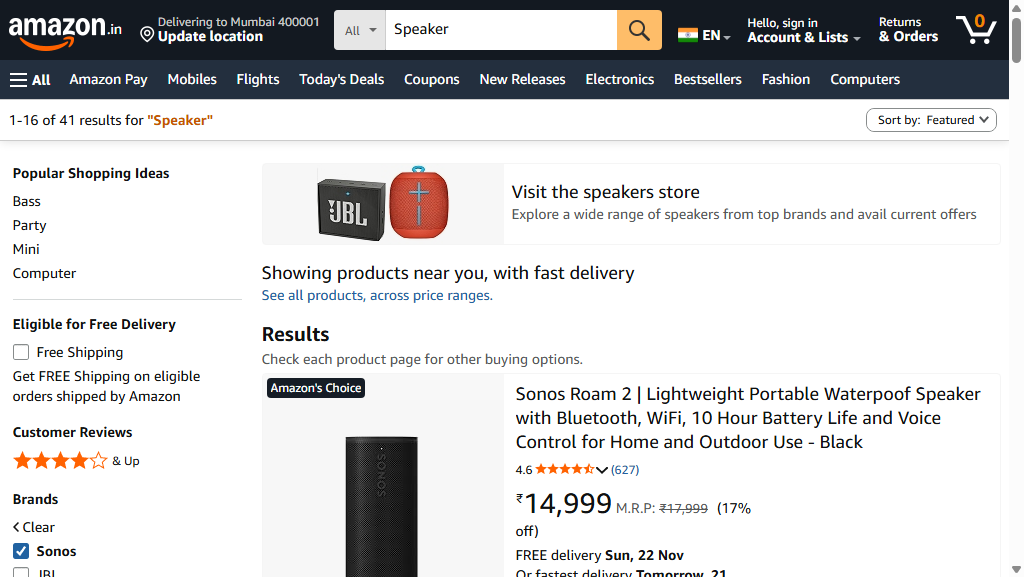 amazon.in
Delivering to Mumbai 400001
Update location
All
Speaker
EN
Hello, sign in
Account & Lists
Returns
& Orders
0
All
Amazon Pay
Mobiles
Flights
Today's Deals
Coupons
New Releases
Electronics
Bestsellers
Fashion
Computers
1-16 of 41 results for "Speaker"
Sort by: Featured
Popular Shopping Ideas
Bass
Party
Mini
Computer
Eligible for Free Delivery
Free Shipping
Get FREE Shipping on eligible
orders shipped by Amazon
Customer Reviews
& Up
Brands
Clear
Sonos
JBL
JBL
Visit the speakers store
Explore a wide range of speakers from top brands and avail current offers
Showing products near you, with fast delivery
See all products, across price ranges.
Results
Check each product page for other buying options.
Amazon's Choice
SONOS
Sonos Roam 2 | Lightweight Portable Waterpoof Speaker
with Bluetooth, WiFi, 10 Hour Battery Life and Voice
Control for Home and Outdoor Use - Black
4.6 (627)
₹14,999 M.R.P: ₹17,999 (17%
off)
FREE delivery Sun, 22 Nov
Or fastest delivery Tomorrow, 21